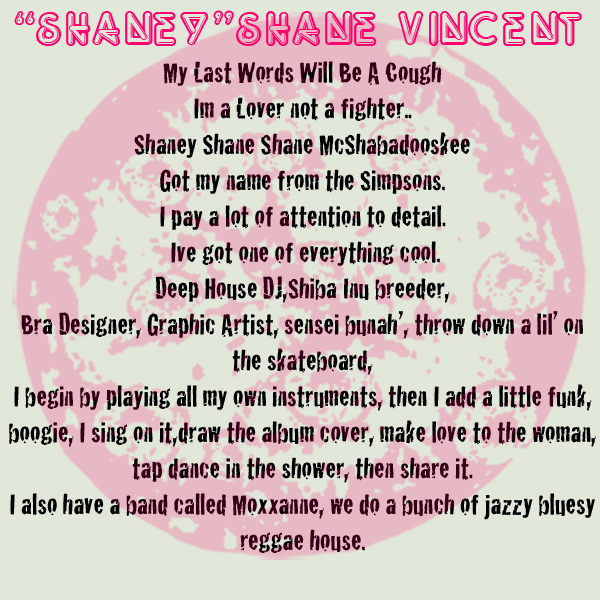 “SHANEY”SHANE VINCENT
My Last Words Will Be A Cough
Im a Lover not a fighter..
Shaney Shane Shane McShabadooskee
Got my name from the Simpsons.
I pay a lot of attention to detail.
Ive got one of everything cool.
Deep House DJ,Shiba Inu breeder,
Bra Designer, Graphic Artist, sensei bunah’, throw down a lil’ on
the skateboard,
I begin by playing all my own instruments, then I add a little funk,
boogie, I sing on it,draw the album cover, make love to the woman,
tap dance in the shower, then share it.
I also have a band called Moxxanne, we do a bunch of jazzy bluesy
reggae house.